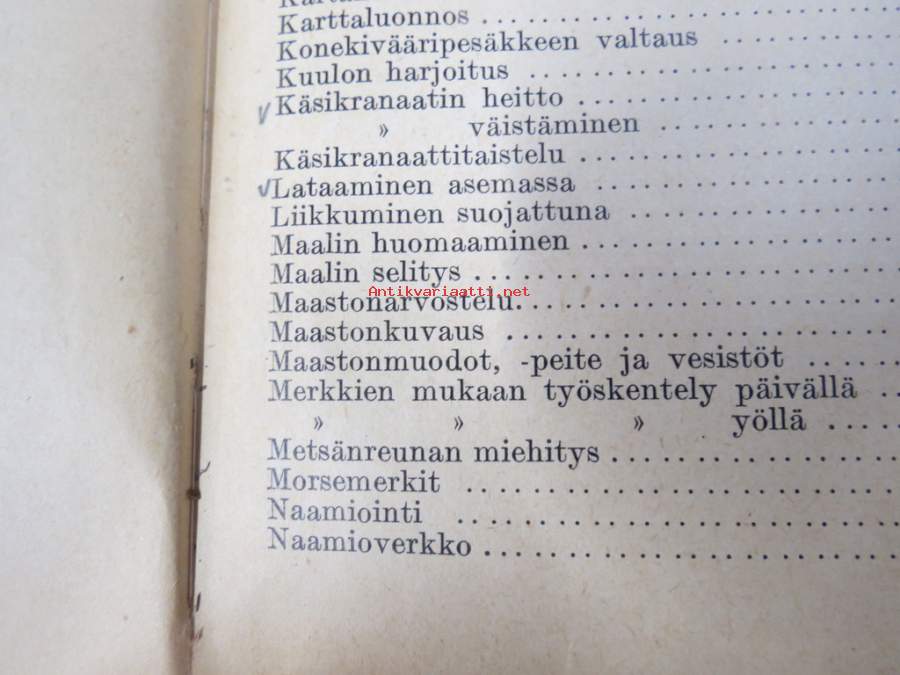 Karttaluonnos
Konekivääripesäkkeen valtaus
Kuulon harjoitus
Käsikranaatin heitto
» väistäminen
Käsikranaattitaistelu
Lataaminen asemassa
Liikkuminen suojattuna
Maalin huomaaminen
Maalin selitys
Antikvariaatti.net
Maastonarvostelu
Maastonkuvaus
Maastonmuodot, -peite ja vesistöt
Merkkien mukaan työskentely päivällä
» » » yöllä
Metsänreunan miehitys
Morsemerkit
Naamiointi
Naamioverkko